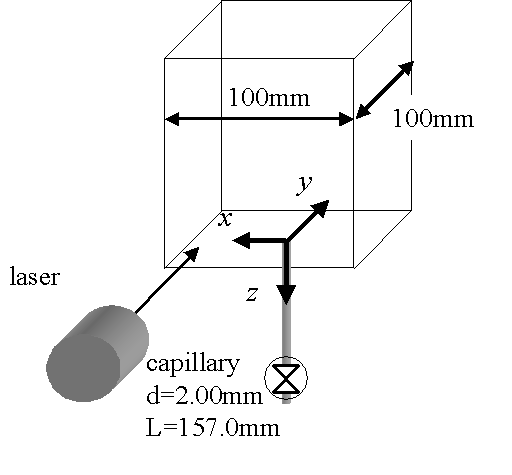 100mm
100mm
y
x
laser
z
capillary
d=2.00mm
L=157.0mm